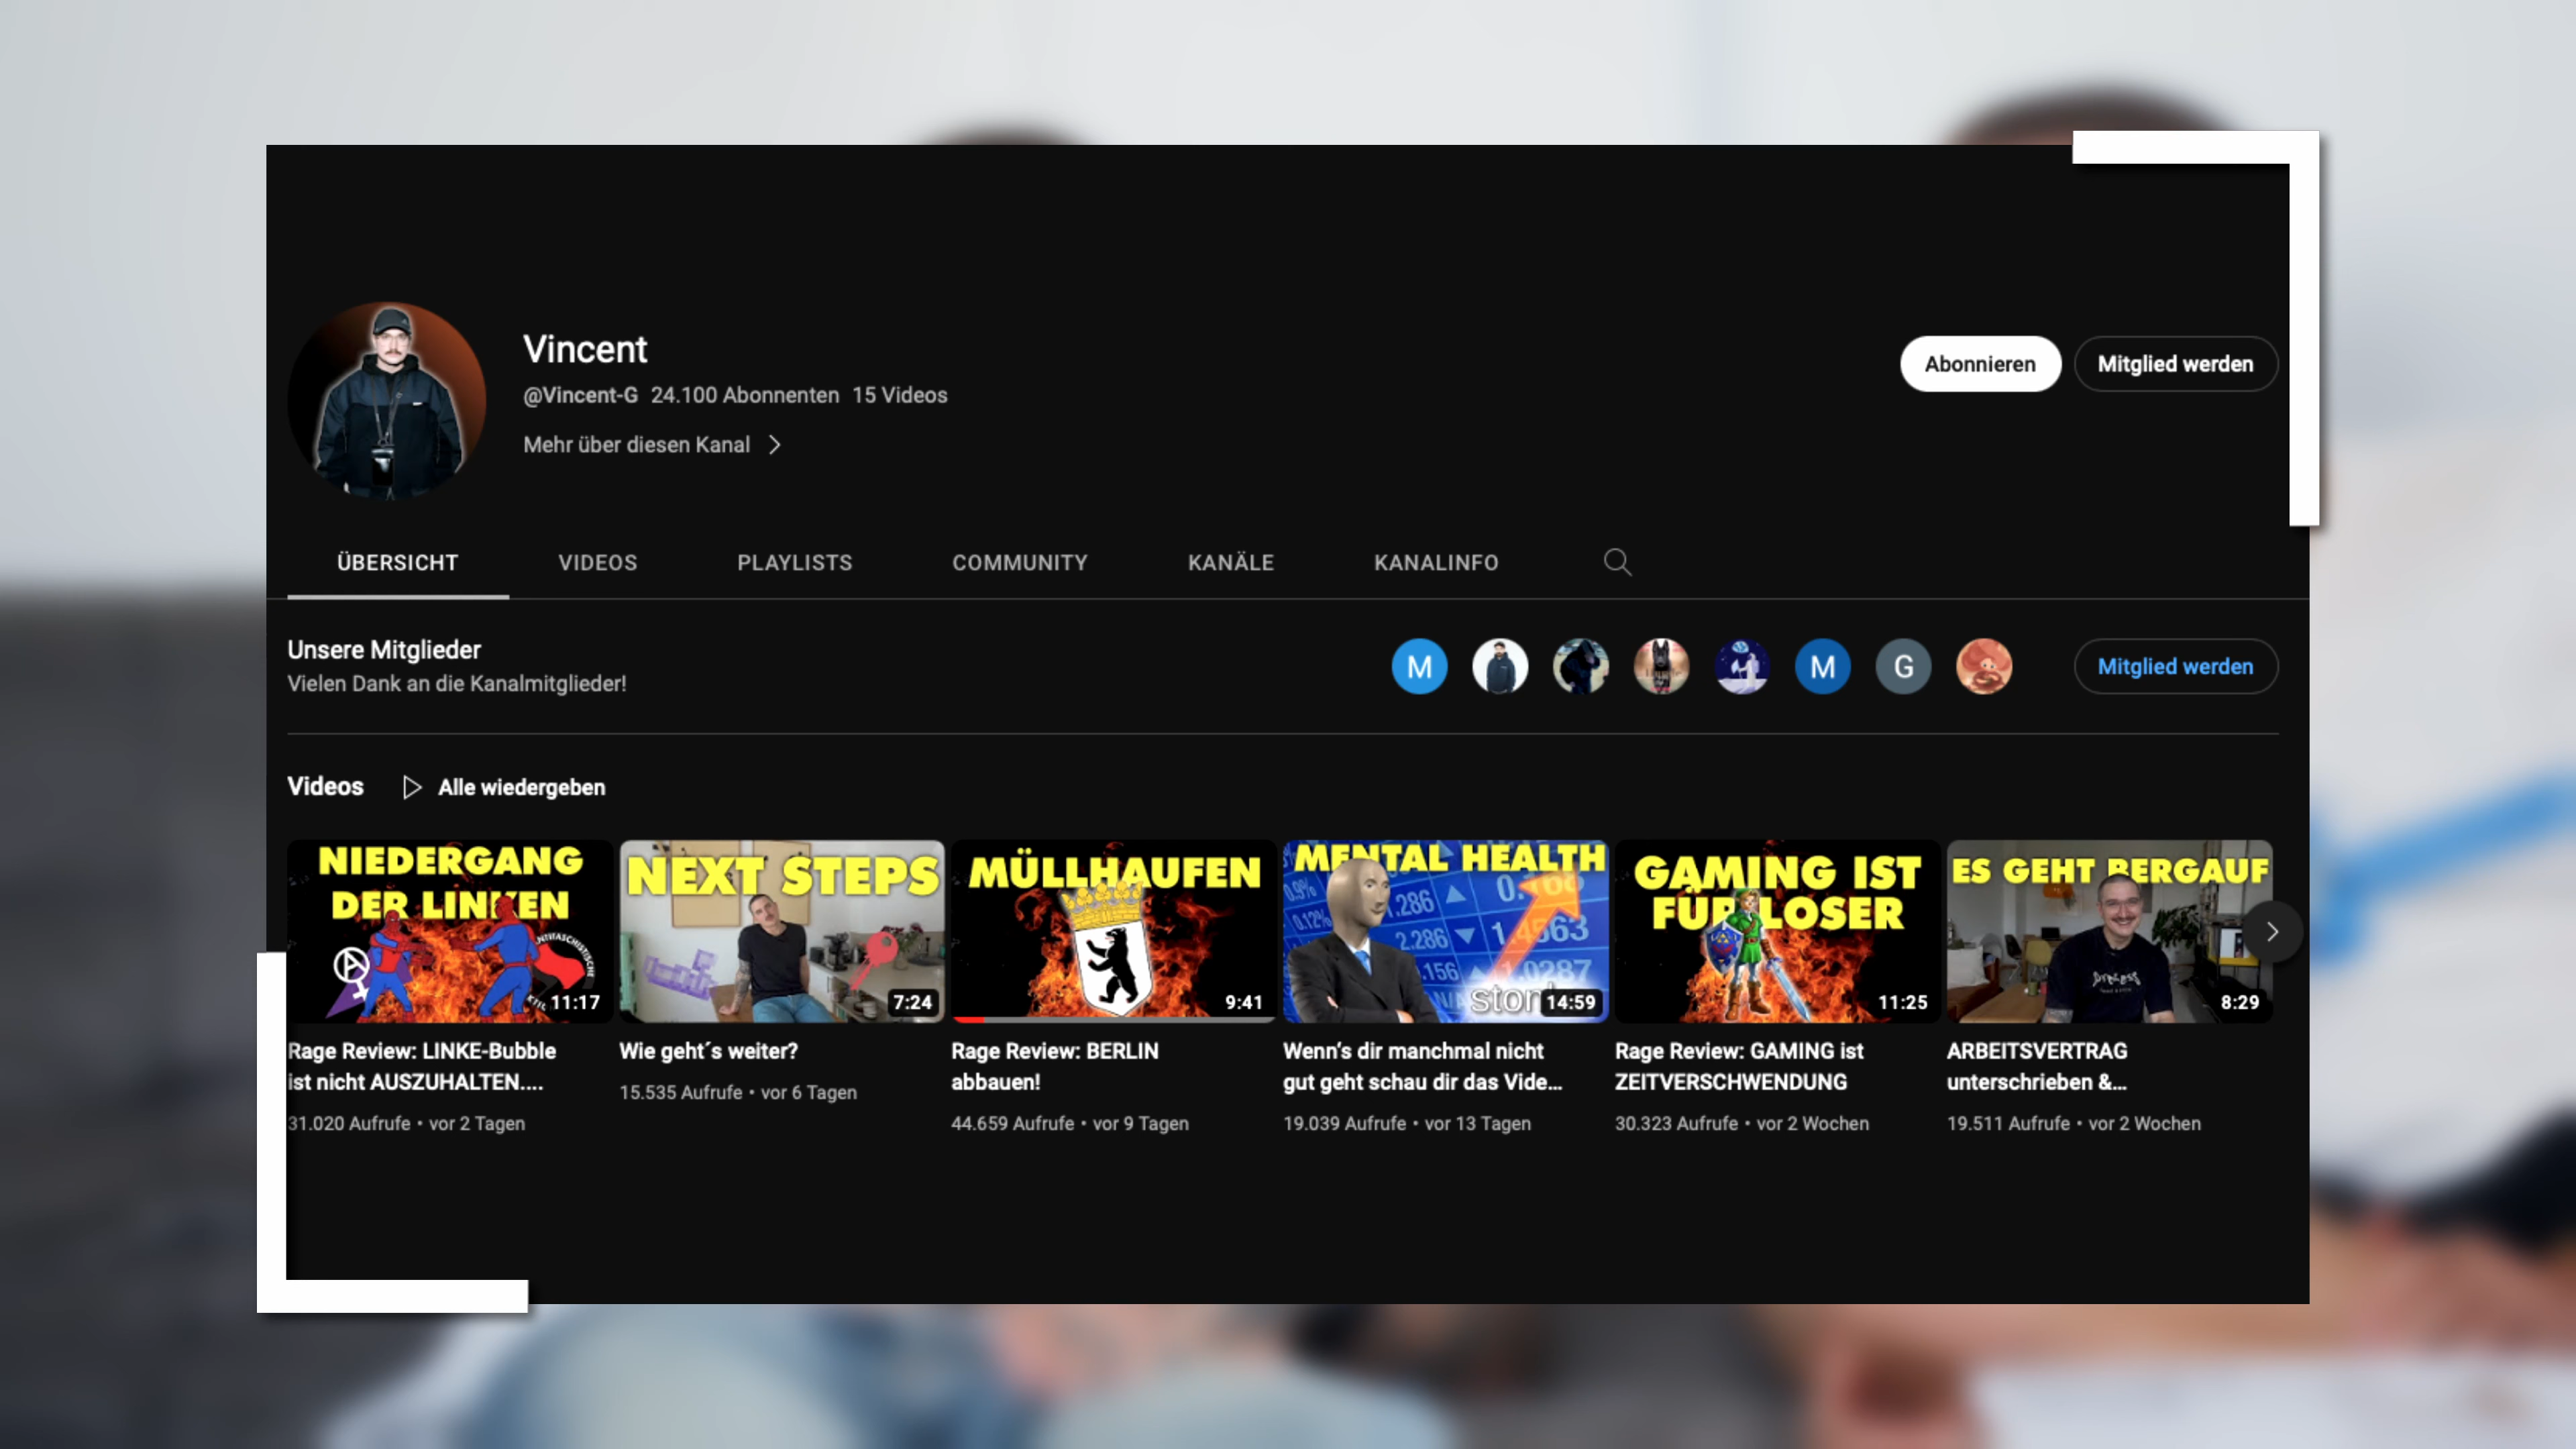 Vincent
@Vincent-G 24.100 Abonnenten 15 Videos
Mehr über diesen Kanal
Abonnieren
Mitglied werden
ÜBERSICHT
VIDEOS
PLAYLISTS
COMMUNITY
KANÄLE
KANALINFO
Unsere Mitglieder
Vielen Dank an die Kanalmitglieder!
M
M
G
Mitglied werden
Videos
Alle wiedergeben
NIEDERGANG
DER LINKEN
11:17
Rage Review: LINKE-Bubble
ist nicht AUSZUHALTEN....
31.020 Aufrufe • vor 2 Tagen
NEXT STEPS
7:24
Wie geht´s weiter?
15.535 Aufrufe • vor 6 Tagen
MÜLLHAUFEN
9:41
Rage Review: BERLIN
abbauen!
44.659 Aufrufe • vor 9 Tagen
MENTAL HEALTH
14:59
Wenn's dir manchmal nicht
gut geht schau dir das Vide...
19.039 Aufrufe • vor 13 Tagen
GAMING IST
FÜR LOSER
11:25
Rage Review: GAMING ist
ZEITVERSCHWENDUNG
30.323 Aufrufe • vor 2 Wochen
ES GEHT BERGAUF
8:29
ARBEITSVERTRAG
unterschrieben &...
19.511 Aufrufe • vor 2 Wochen